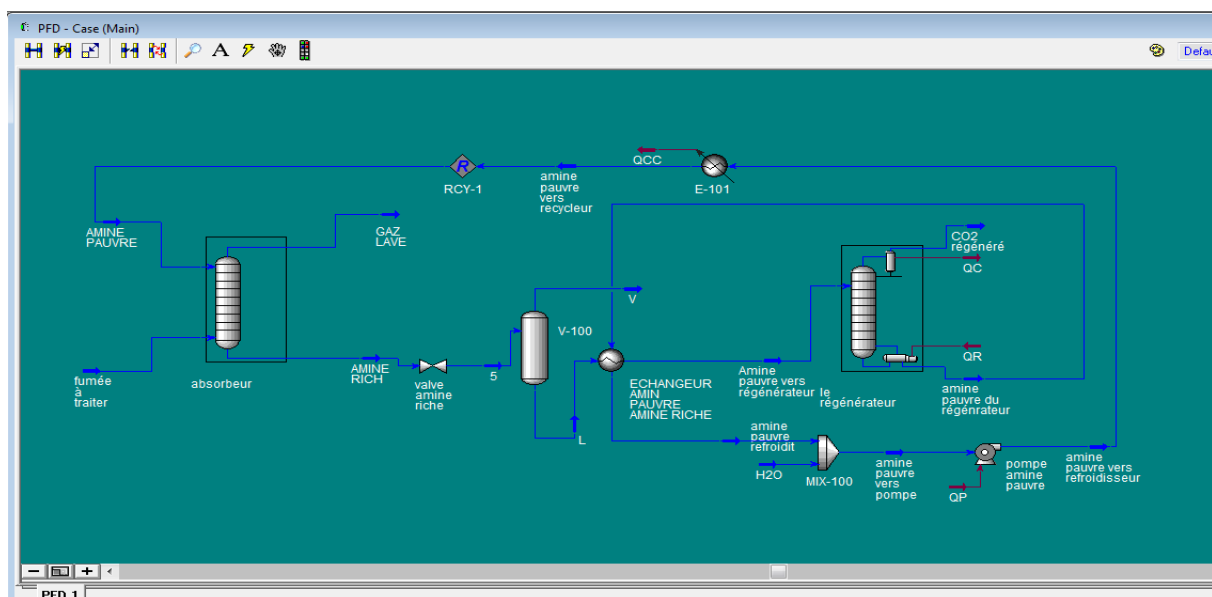 PFD - Case (Main)
A
Defau
QCC
R
RCY-1
amine
pauvre
vers
recycleur
E-101
AMINE
PAUVRE
GAZ
LAVE
CO2
régénéré
QC
V
V-100
QR
fumée
à
traiter
absorbeur
AMINE
RICH
valve
amine
riche
5
L
ECHANGEUR
AMIN
PAUVRE
AMINE RICHE
Amine
pauvre vers
régénérateur
le
régénérateur
amine
pauvre du
régénrateur
amine
pauvre
refroidit
H2O
MIX-100
amine
pauvre
vers
pompe
QP
pompe
amine
pauvre
amine
pauvre vers
refroidisseur
PFD 1